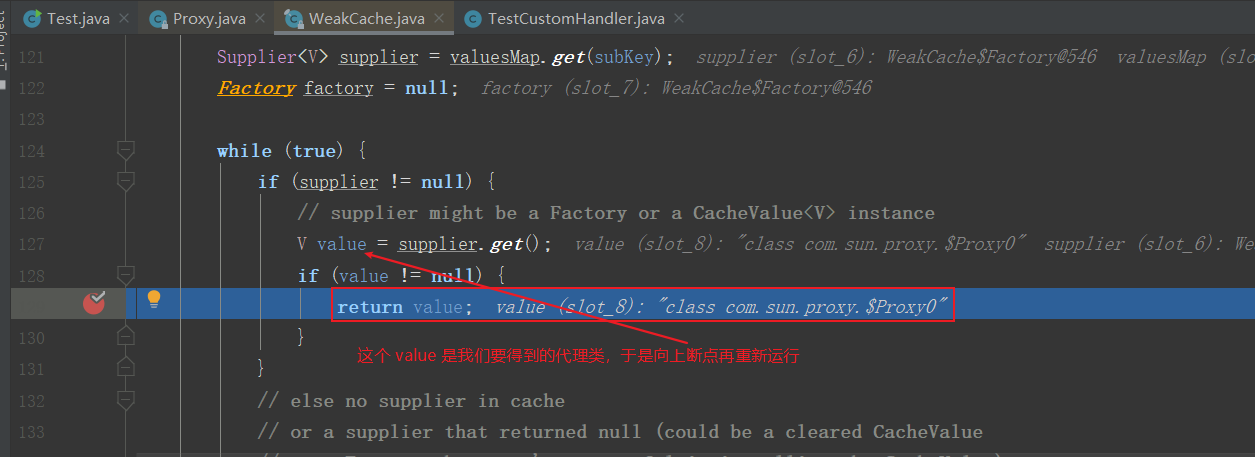 Project
Test.java × Proxy.java × WeakCache.java × TestCustomHandler.java ×
121 Supplier<V> supplier = valuesMap.get(subKey); supplier (slot_6): WeakCache$Factory@546 valuesMap (slo
122 Factory factory = null; factory (slot_7): WeakCache$Factory@546
123
124 while (true) {
125 if (supplier != null) {
126 // supplier might be a Factory or a CacheValue<V> instance
127 V value = supplier.get(); value (slot_8): "class com.sun.proxy.$Proxy0" supplier (slot_6): We
128 if (value != null) {
return value; value (slot_8): "class com.sun.proxy.$Proxy0"
130 }
这个 value 是我们要得到的代理类，于是向上断点再重新运行
131 }
132 // else no supplier in cache
133 // or a supplier that returned null (could be a cleared CacheValue